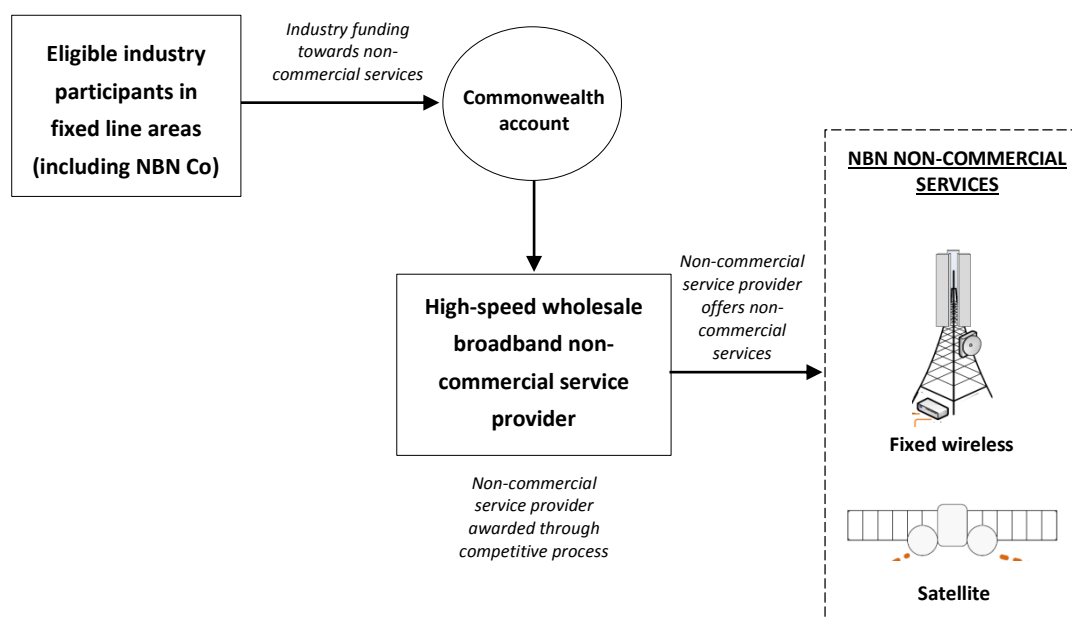 Eligible industry
participants in
fixed line areas
(including NBN Co)
Industry funding
towards non-
commercial services
Commonwealth
account
High-speed wholesale
broadband non-
commercial service
provider
Non-commercial
service provider
awarded through
competitive process
Non-commercial
service provider
offers non-
commercial
services
NBN NON-COMMERCIAL
SERVICES
Fixed wireless
Satellite